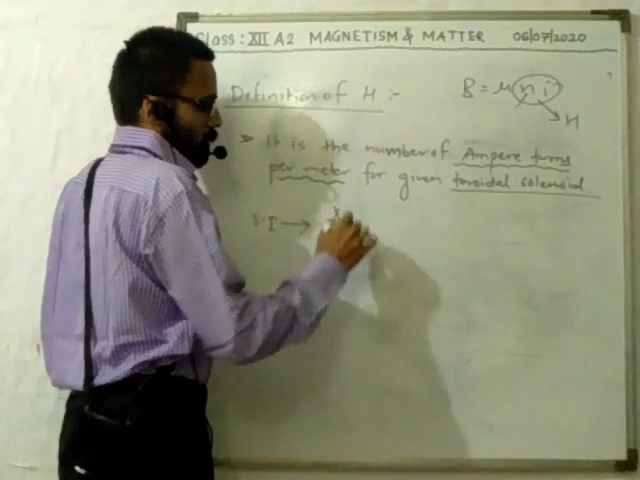 Class: XII A2 MAGNETISM & MATTER 06/07/2020
Definition of H :-
B = μ n i
H
It is the number of Ampere turns
per meter for given toroidal solenoid
S.I →